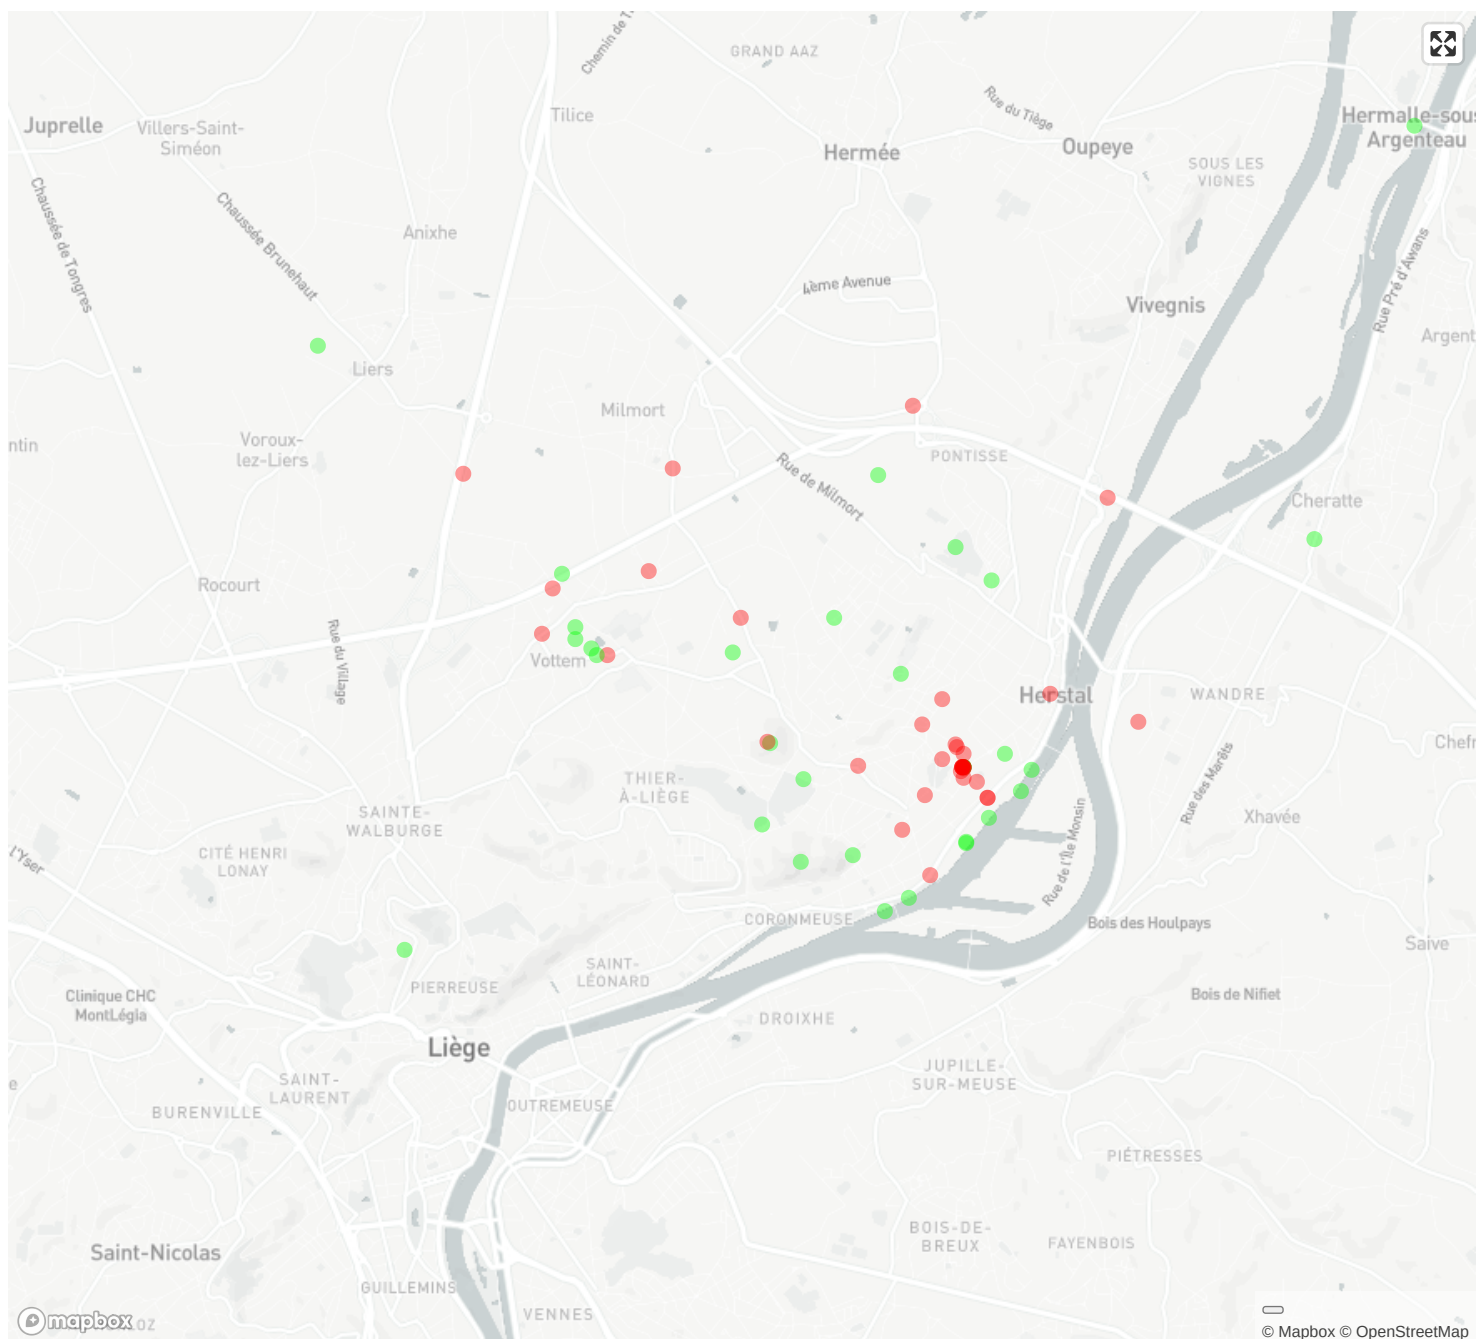 GRAND AAZ
Chemin de
Tilice
Juprelle
Villers-Saint-
Siméon
Hermée
Rue du Tiège
Oupeye
Hermalle-sous-
Argenteau
SOUS LES
VIGNES
Chaussée de Tongres
Chaussée Brunehaut
Anixhe
4ème Avenue
Vivegnis
Rue Pré d'Awans
Argent
Liers
Milmort
Voroux-
lez-Liers
ntin
PONTISSE
Rue de Milmort
Cheratte
Rocourt
Rue du Village
Vottem
Herstal
WANDRE
Chefr
Rue des Marêts
THIER-
À-LIÈGE
SAINTE-
WALBURGE
Xhavée
l'Yser
CITÉ HENRI
LONAY
Rue de l'Île Monsin
CORONMEUSE
Bois des Houlpays
Saive
SAINT-
LÉONARD
PIERREUSE
Clinique CHC
MontLégia
Bois de Nifiet
DROIXHE
Liège
JUPILLE-
SUR-MEUSE
e
SAINT-
LAURENT
BURENVILLE
OUTREMEUSE
PIÉTRESSES
BOIS-DE-
BREUX
FAYENBOIS
Saint-Nicolas
GUILLEMINS
VENNES
mapbox
LOZ
© Mapbox © OpenStreetMap